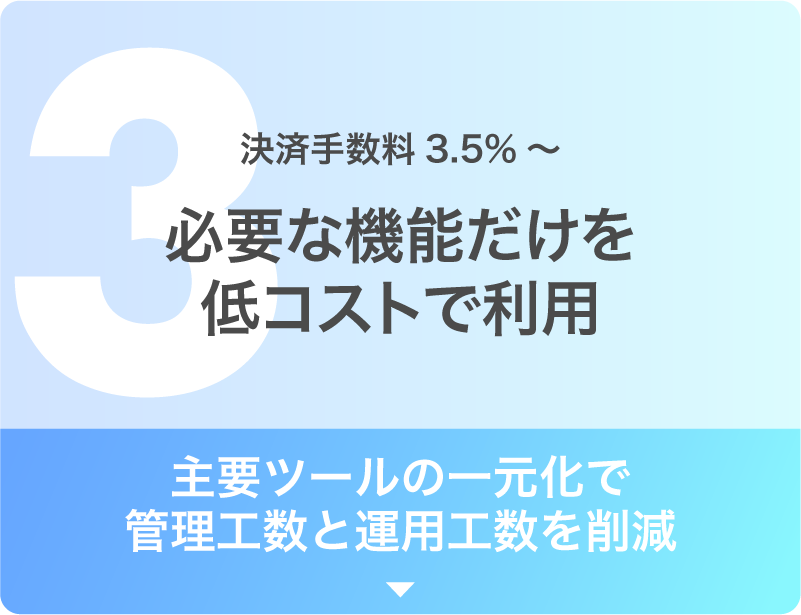 3
決済手数料 3.5% ～
必要な機能だけを
低コストで利用
主要ツールの一元化で
管理工数と運用工数を削減